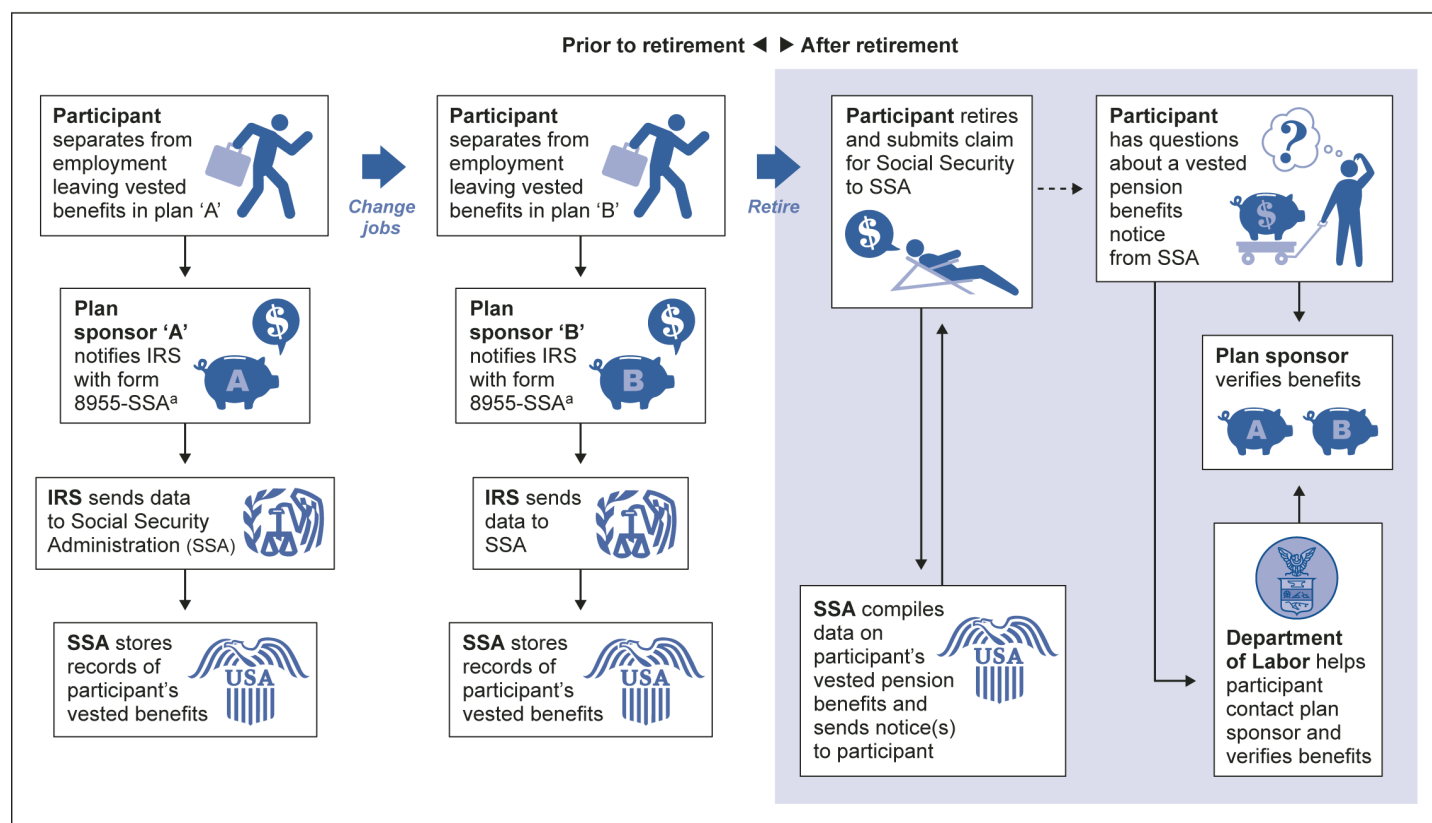 Prior to retirement ◄ ► After retirement
Participant
separates from
employment
leaving vested
benefits in plan ‘A’
Change
jobs
Participant
separates from
employment
leaving vested
benefits in plan ‘B’
Retire
Participant retires
and submits claim
for Social Security
to SSA
$
Participant
has questions
about a vested
pension
benefits
notice
from SSA
?
$
Plan
sponsor ‘A’
notifies IRS
with form
8955-SSAa
$
A
Plan
sponsor ‘B’
notifies IRS
with form
8955-SSAa
$
B
Plan sponsor
verifies benefits
A B
IRS sends data
to Social Security
Administration (SSA)
IRS sends
data to
SSA
SSA stores
records of
participant’s
vested benefits
USA
SSA stores
records of
participant’s
vested benefits
USA
SSA compiles
data on
participant’s
vested pension
benefits and
sends notice(s)
to participant
USA
Department
of Labor helps
participant
contact plan
sponsor and
verifies benefits